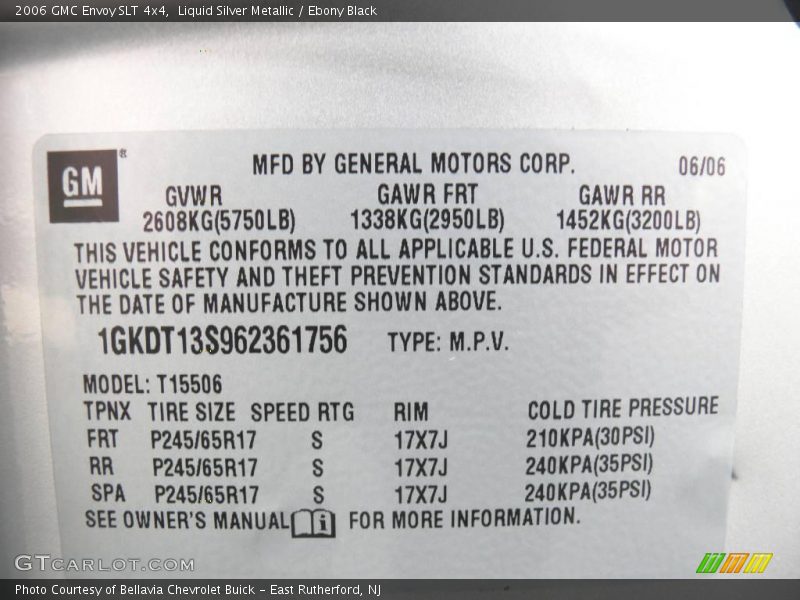 2006 GMC Envoy SLT 4x4, Liquid Silver Metallic / Ebony Black
GM®
MFD BY GENERAL MOTORS CORP. 06/06
GVWR GAWR FRT GAWR RR
2608KG(5750LB) 1338KG(2950LB) 1452KG(3200LB)
THIS VEHICLE CONFORMS TO ALL APPLICABLE U.S. FEDERAL MOTOR
VEHICLE SAFETY AND THEFT PREVENTION STANDARDS IN EFFECT ON
THE DATE OF MANUFACTURE SHOWN ABOVE.
1GKDT13S962361756 TYPE: M.P.V.
MODEL: T15506
TPNX TIRE SIZE SPEED RTG RIM COLD TIRE PRESSURE
FRT P245/65R17 S 17X7J 210KPA(30PSI)
RR P245/65R17 S 17X7J 240KPA(35PSI)
SPA P245/65R17 S 17X7J 240KPA(35PSI)
SEE OWNER'S MANUAL i FOR MORE INFORMATION.
GTCARLOT.COM
Photo Courtesy of Bellavia Chevrolet Buick - East Rutherford, NJ